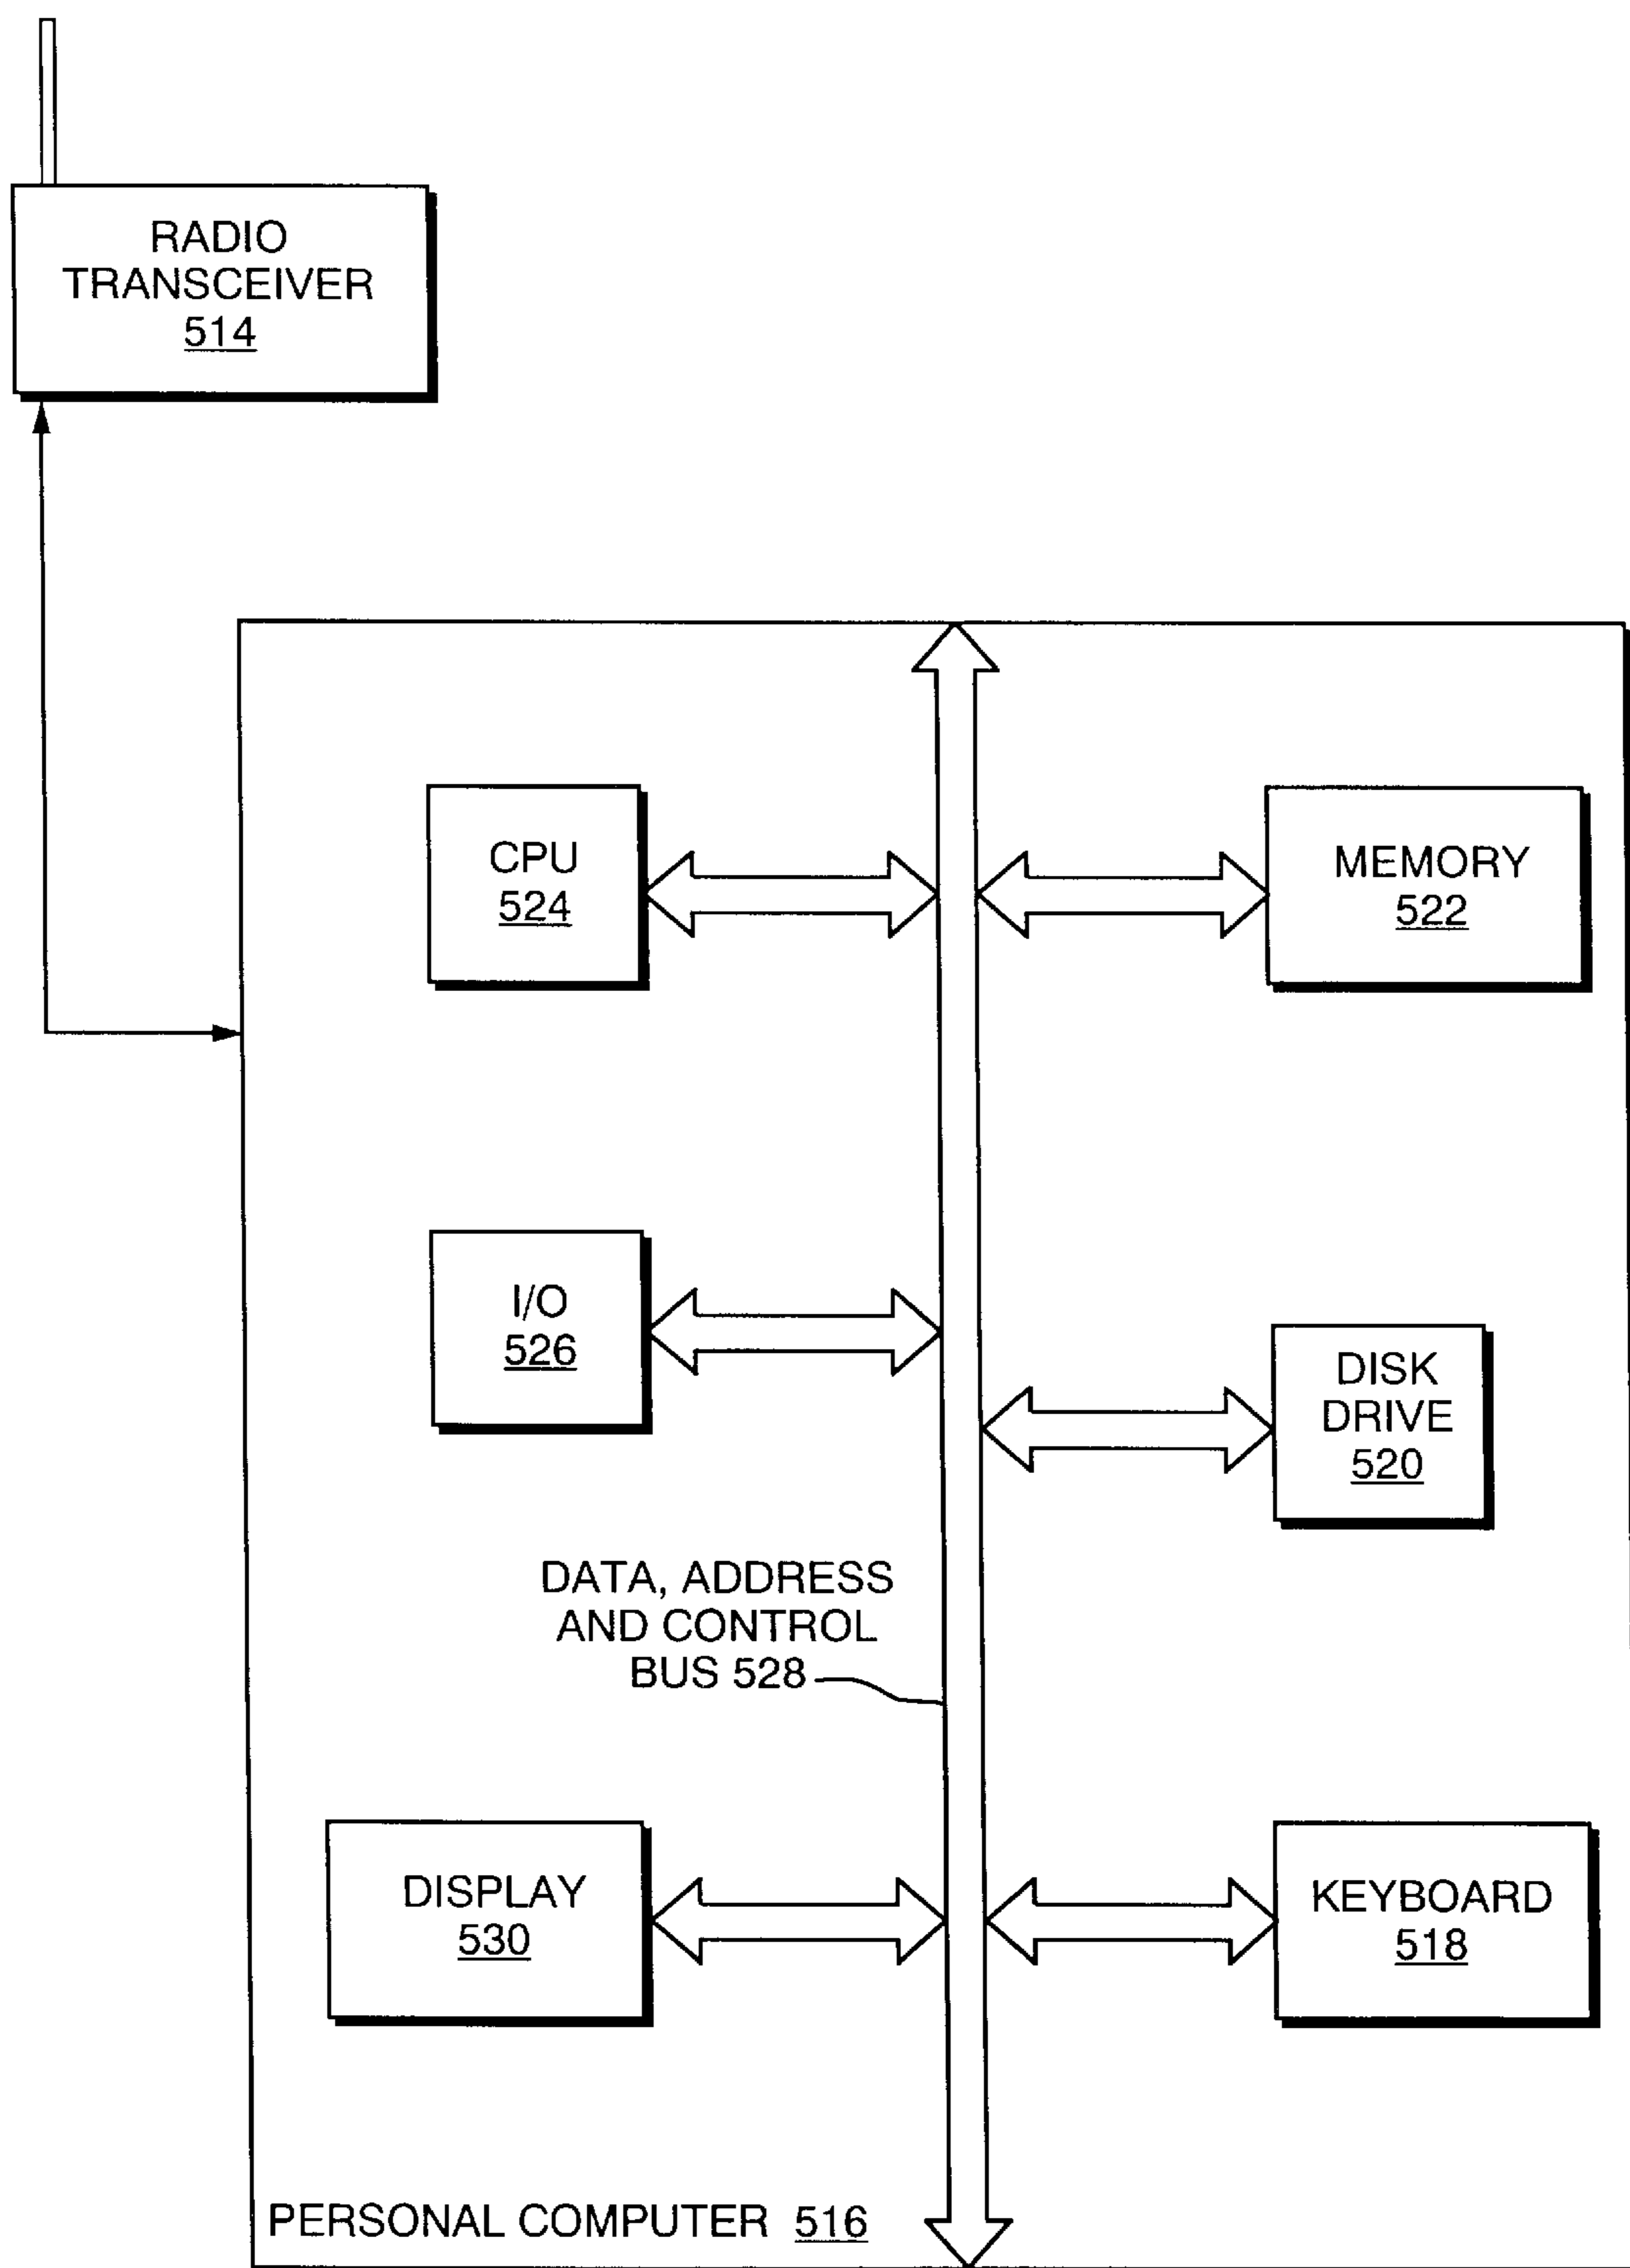 RADIO
TRANSCEIVER
514
CPU
524
MEMORY
522
I/O
526
DISK
DRIVE
520
DATA, ADDRESS
AND CONTROL
BUS 528
DISPLAY
530
KEYBOARD
518
PERSONAL COMPUTER 516